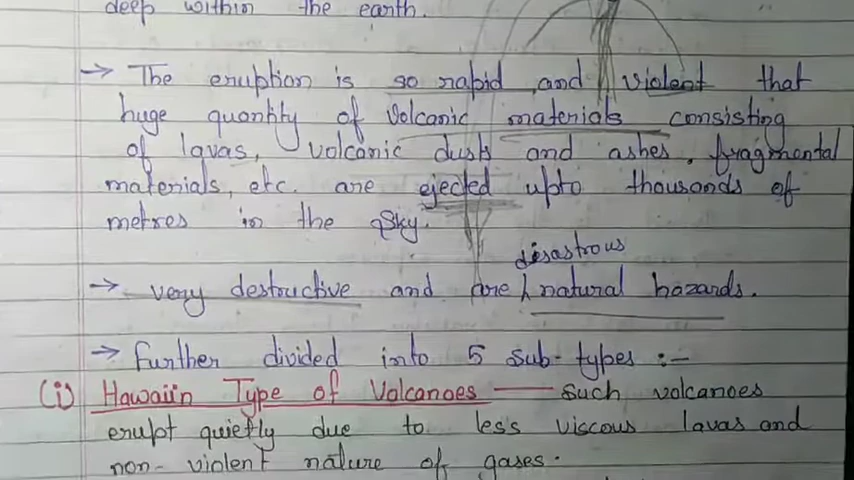 deep within the earth.
→ The eruption is so rapid and violent that
huge quantity of Volcanic materials consisting
of lavas, volcanic dusts and ashes, fragmental
materials, etc. are ejected upto thousands of
metres in the sky.
disastrous
→ very destructive and are natural hazards.
→ Further divided into 5 sub-types :-
(i) Hawaiin Type of Volcanoes — Such volcanoes
erupt quietly due to less viscous lavas and
non-violent nature of gases.